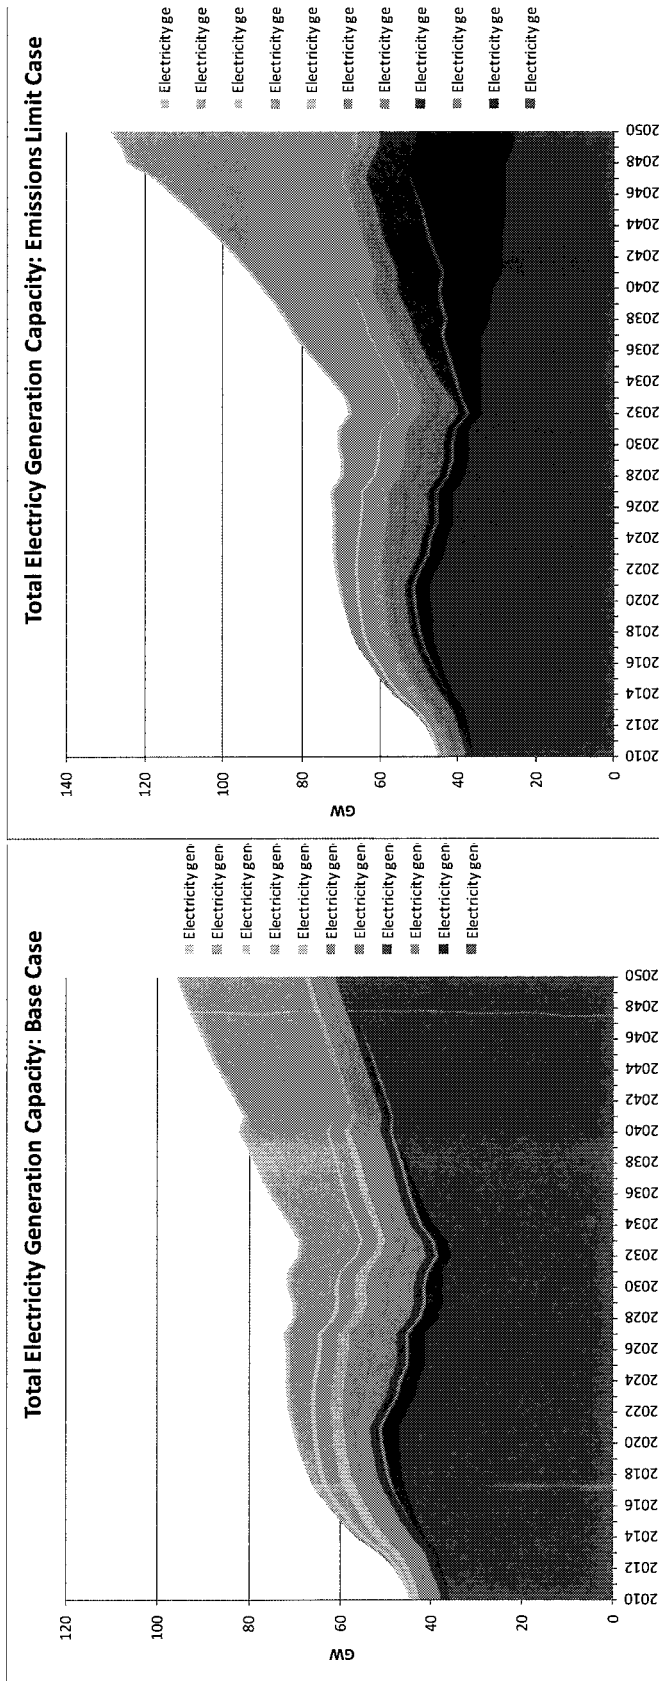 Total Electricity Generation Capacity: Base Case
120
100
80
60
40
20
0
GW
2010
2012
2014
2016
2018
2020
2022
2024
2026
2028
2030
2032
2034
2036
2038
2040
2042
2044
2046
2048
2050
Electricity gen
Electricity gen
Electricity gen
Electricity gen
Electricity gen
Electricity gen
Electricity gen
Electricity gen
Electricity gen
Electricity gen
Electricity gen
Total Electricy Generation Capacity: Emissions Limit Case
140
120
100
80
60
40
20
0
GW
2010
2012
2014
2016
2018
2020
2022
2024
2026
2028
2030
2032
2034
2036
2038
2040
2042
2044
2046
2048
2050
Electricity ge
Electricity ge
Electricity ge
Electricity ge
Electricity ge
Electricity ge
Electricity ge
Electricity ge
Electricity ge
Electricity ge
Electricity ge